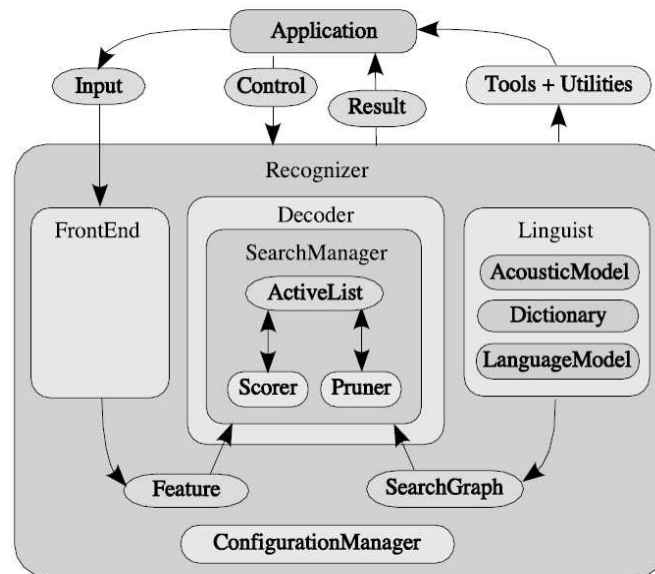 Application
Input
Control
Result
Tools + Utilities
Recognizer
FrontEnd
Decoder
SearchManager
ActiveList
Scorer
Pruner
Linguist
AcousticModel
Dictionary
LanguageModel
Feature
SearchGraph
ConfigurationManager